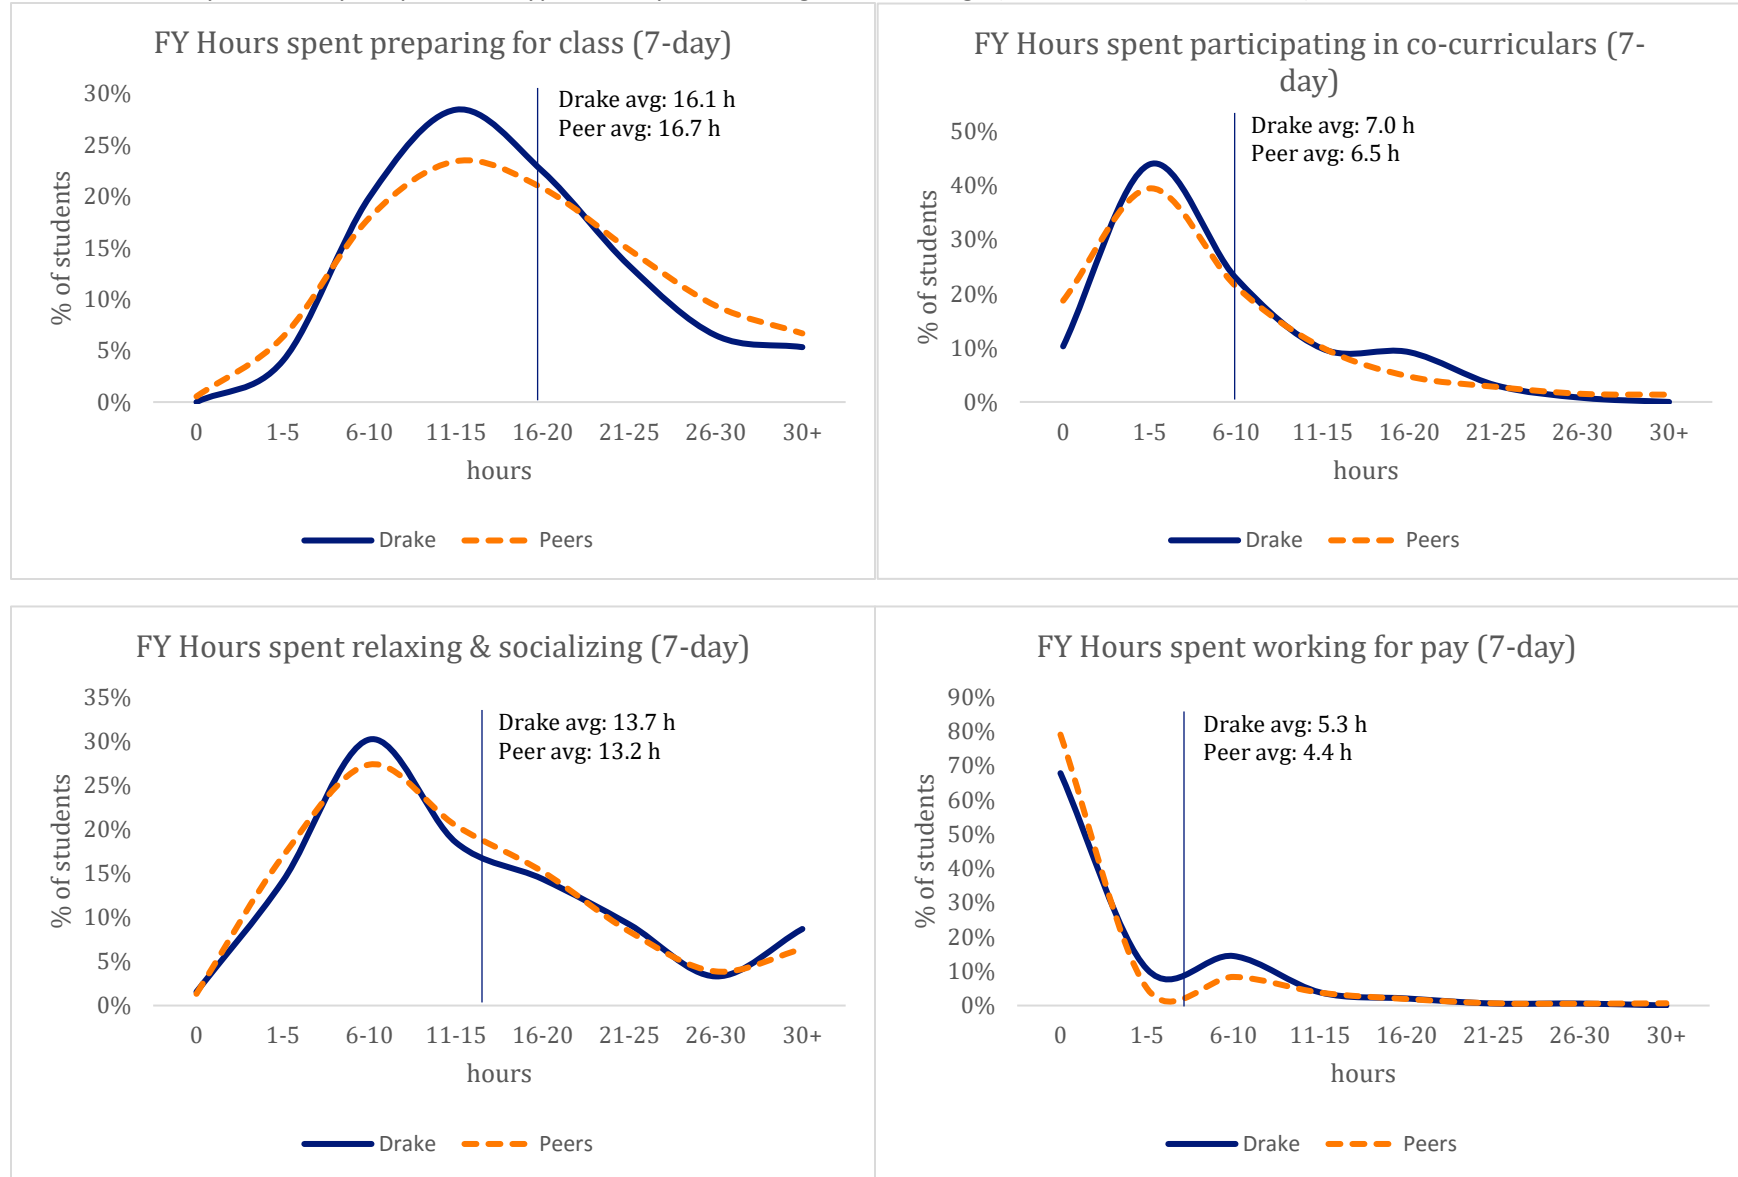 FY Hours spent preparing for class (7-day)
30%
25%
20%
15%
10%
5%
0%
% of students
Drake avg: 16.1 h
Peer avg: 16.7 h
0 1-5 6-10 11-15 16-20 21-25 26-30 30+
hours
Drake Peers
FY Hours spent participating in co-curriculars (7-
day)
50%
40%
30%
20%
10%
0%
% of students
Drake avg: 7.0 h
Peer avg: 6.5 h
0 1-5 6-10 11-15 16-20 21-25 26-30 30+
hours
Drake Peers
FY Hours spent relaxing & socializing (7-day)
35%
30%
25%
20%
15%
10%
5%
0%
% of students
Drake avg: 13.7 h
Peer avg: 13.2 h
0 1-5 6-10 11-15 16-20 21-25 26-30 30+
hours
Drake Peers
FY Hours spent working for pay (7-day)
90%
80%
70%
60%
50%
40%
30%
20%
10%
0%
% of students
Drake avg: 5.3 h
Peer avg: 4.4 h
0 1-5 6-10 11-15 16-20 21-25 26-30 30+
hours
Drake Peers